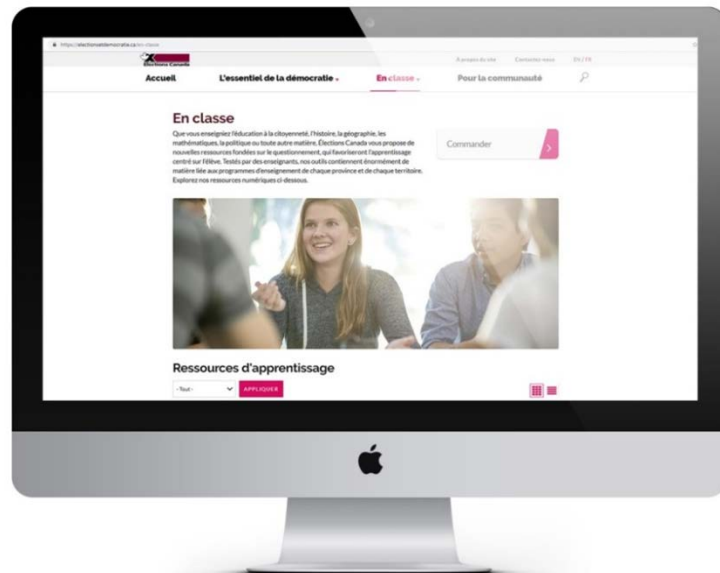 https://electionsetdemocratie.ca/en-classe
Elections Canada
À propos du site Contactez-nous EN / FR
Accueil L'essentiel de la démocratie En classe Pour la communauté
En classe
Que vous enseigniez l'éducation à la citoyenneté, l'histoire, la géographie, les
mathématiques, la politique ou toute autre matière, Élections Canada vous propose de
nouvelles ressources fondées sur le questionnement, qui favoriseront l'apprentissage
centré sur l'élève. Testés par des enseignants, nos outils contiennent énormément de
matière liée aux programmes d'enseignement de chaque province et de chaque territoire.
Explorez nos ressources numériques ci-dessous.
Commander
Ressources d'apprentissage
- Tout - APPLIQUER